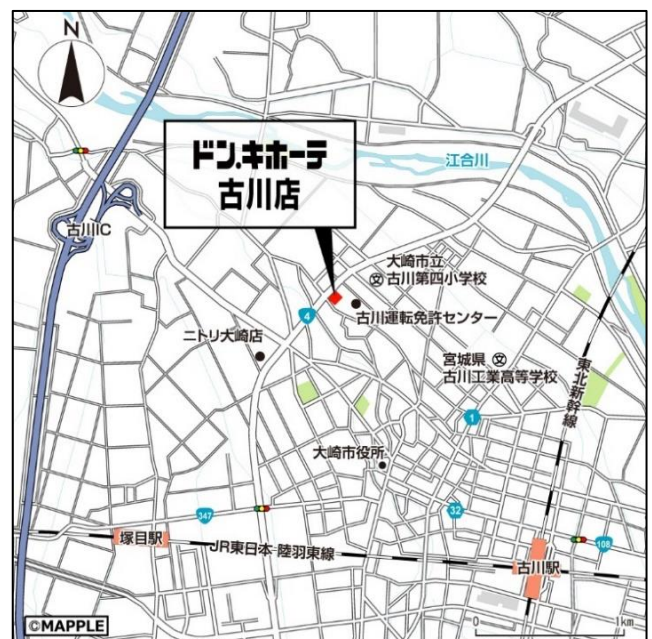 N
ドン.キホーテ
古川店
江合川
古川IC
大崎市立
古川第四小学校
文
4
古川運転免許センター
ニトリ大崎店
宮城県
古川工業高等学校
文
東北新幹線
1
大崎市役所
347
32
塚目駅
JR東日本 陸羽東線
古川駅
108
©MAPPLE
0 1km